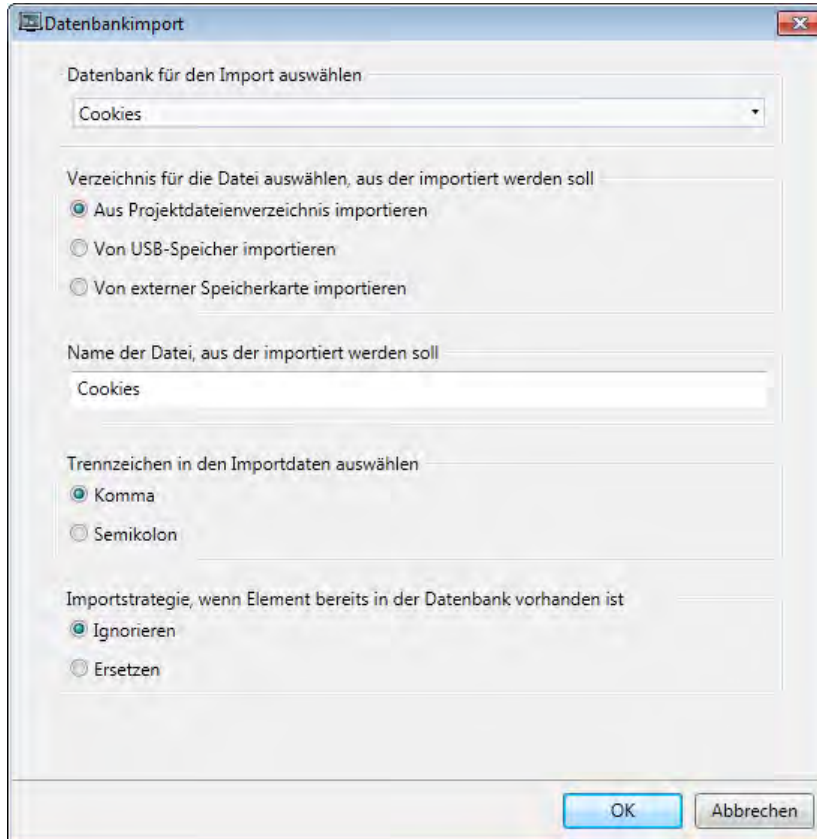 Datenbankimport
Datenbank für den Import auswählen
Cookies
Verzeichnis für die Datei auswählen, aus der importiert werden soll
Aus Projektdateienverzeichnis importieren
Von USB-Speicher importieren
Von externer Speicherkarte importieren
Name der Datei, aus der importiert werden soll
Cookies
Trennzeichen in den Importdaten auswählen
Komma
Semikolon
Importstrategie, wenn Element bereits in der Datenbank vorhanden ist
Ignorieren
Ersetzen
OK Abbrechen